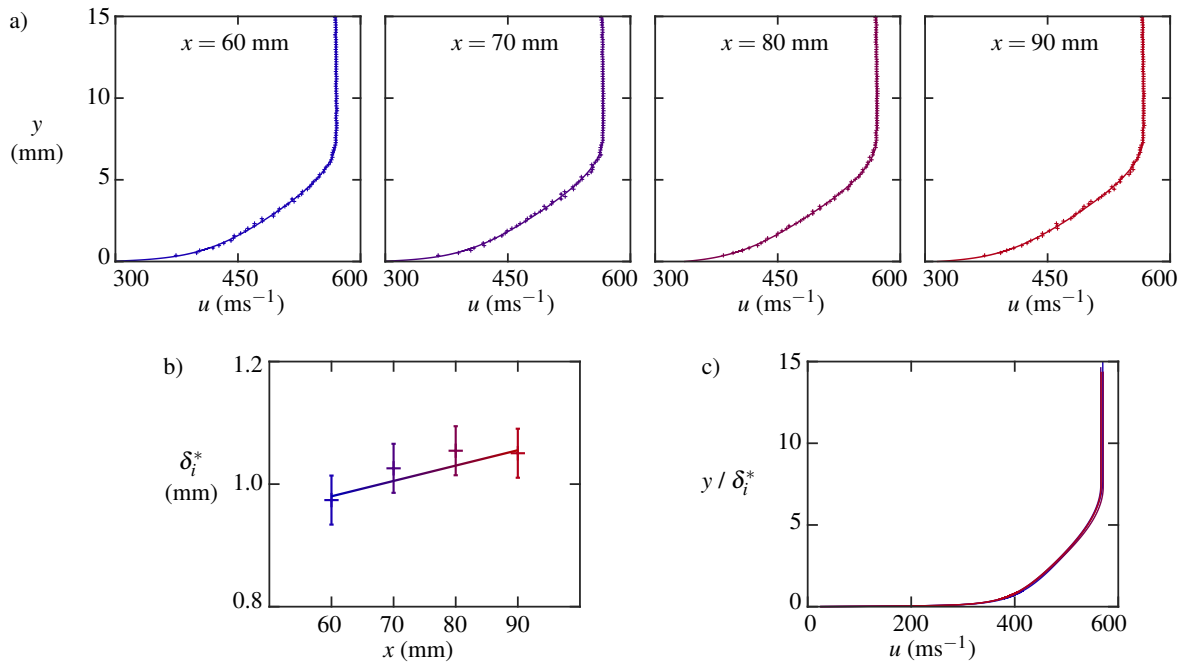 a)
15
10
5
0
y
(mm)
x = 60 mm
x = 70 mm
x = 80 mm
x = 90 mm
300 450 600
300 450 600
300 450 600
300 450 600
u (ms⁻¹)
u (ms⁻¹)
u (ms⁻¹)
u (ms⁻¹)
b)
1.2
1.0
0.8
δᵢ*
(mm)
60 70 80 90
x (mm)
c)
15
10
5
0
y / δᵢ*
0 200 400 600
u (ms⁻¹)